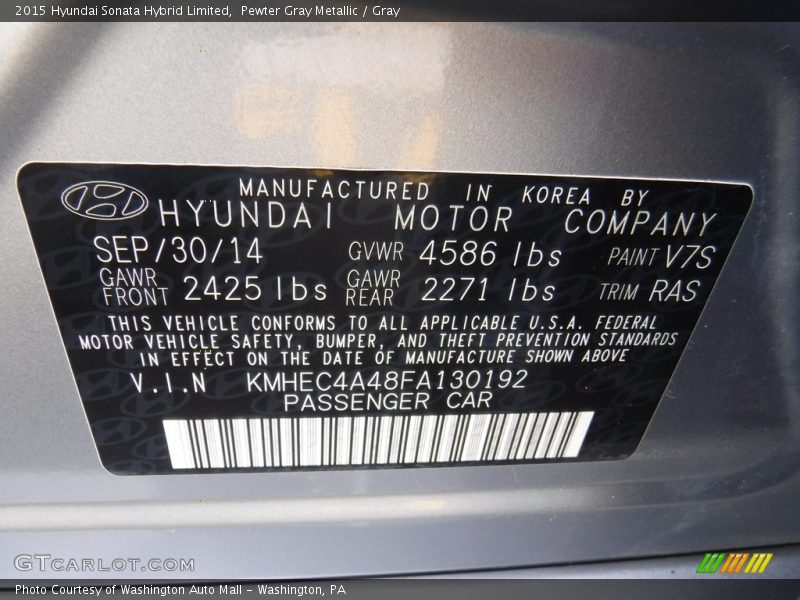 2015 Hyundai Sonata Hybrid Limited,  Pewter Gray Metallic / Gray
MANUFACTURED IN KOREA BY
HYUNDAI MOTOR COMPANY
SEP/30/14 GVWR 4586 lbs PAINT V7S
GAWR FRONT 2425 lbs GAWR REAR 2271 lbs TRIM RAS
THIS VEHICLE CONFORMS TO ALL APPLICABLE U.S.A. FEDERAL
MOTOR VEHICLE SAFETY, BUMPER, AND THEFT PREVENTION STANDARDS
IN EFFECT ON THE DATE OF MANUFACTURE SHOWN ABOVE
V.I.N KMHEC4A48FA130192
PASSENGER CAR
GTCARLOT.COM
Photo Courtesy of Washington Auto Mall - Washington, PA